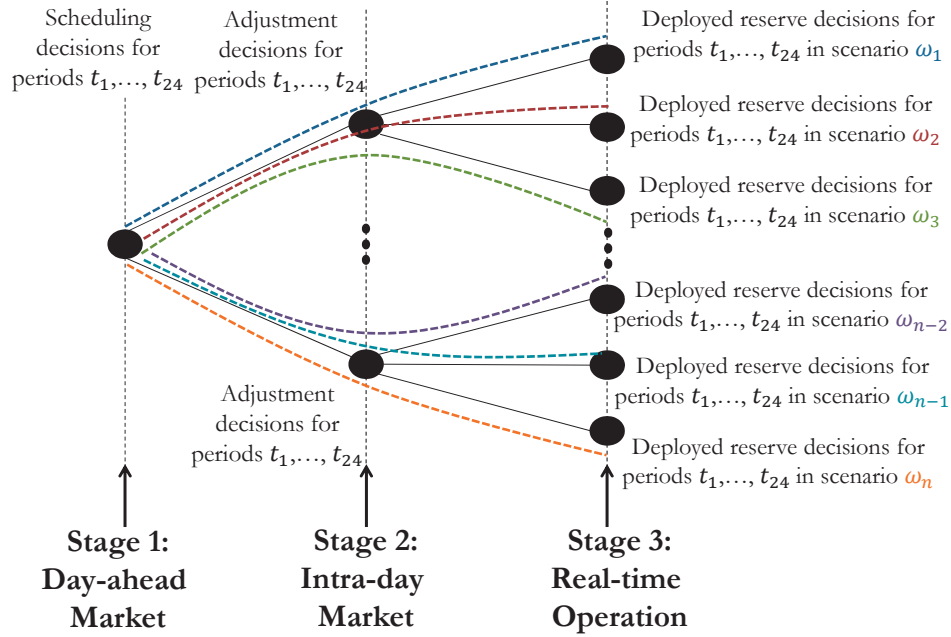 Scheduling
decisions for
periods t₁,..., t₂₄
Adjustment
decisions for
periods t₁,..., t₂₄
Deployed reserve decisions for
periods t₁,..., t₂₄ in scenario ω₁
Deployed reserve decisions for
periods t₁,..., t₂₄ in scenario ω₂
Deployed reserve decisions for
periods t₁,..., t₂₄ in scenario ω₃
Deployed reserve decisions for
periods t₁,..., t₂₄ in scenario ωₙ₋₂
Deployed reserve decisions for
periods t₁,..., t₂₄ in scenario ωₙ₋₁
Deployed reserve decisions for
periods t₁,..., t₂₄ in scenario ωₙ
Adjustment
decisions for
periods t₁,..., t₂₄
Stage 1:
Day-ahead
Market
Stage 2:
Intra-day
Market
Stage 3:
Real-time
Operation